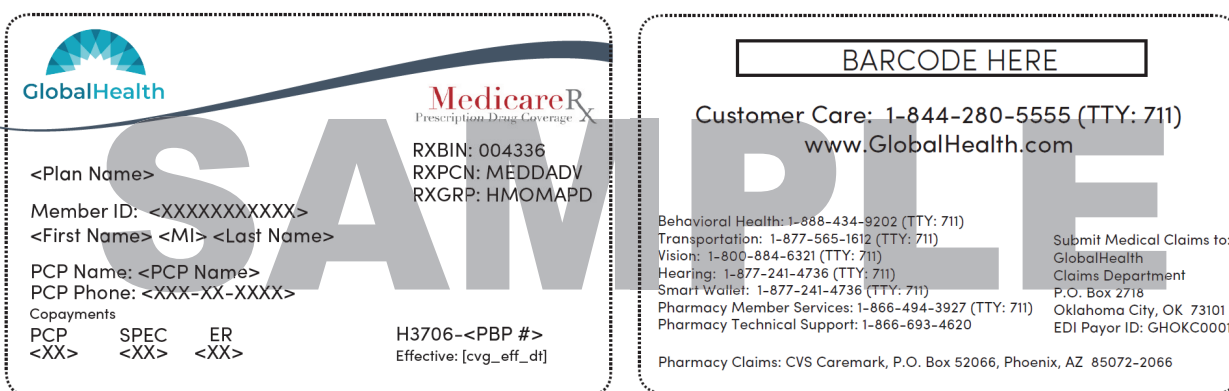 GlobalHealth
MedicareRx
Prescription Drug Coverage
RXBIN: 004336
RXPCN: MEDDADV
RXGRP: HMOMAPD
<Plan Name>
Member ID: <XXXXXXXXXXX>
<First Name> <MI> <Last Name>
PCP Name: <PCP Name>
PCP Phone: <XXX-XX-XXXX>
Copayments
PCP SPEC ER
<XX> <XX> <XX>
H3706-<PBP #>
Effective: [cvg_eff_dt]
SAMPLE
BARCODE HERE
Customer Care: 1-844-280-5555 (TTY: 711)
www.GlobalHealth.com
Behavioral Health: 1-888-434-9202 (TTY: 711)
Transportation: 1-877-565-1612 (TTY: 711)
Vision: 1-800-884-6321 (TTY: 711)
Hearing: 1-877-241-4736 (TTY: 711)
Smart Wallet: 1-877-241-4736 (TTY: 711)
Pharmacy Member Services: 1-866-494-3927 (TTY: 711)
Pharmacy Technical Support: 1-866-693-4620
Submit Medical Claims to:
GlobalHealth
Claims Department
P.O. Box 2718
Oklahoma City, OK 73101
EDI Payor ID: GHOKC0001
Pharmacy Claims: CVS Caremark, P.O. Box 52066, Phoenix, AZ 85072-2066